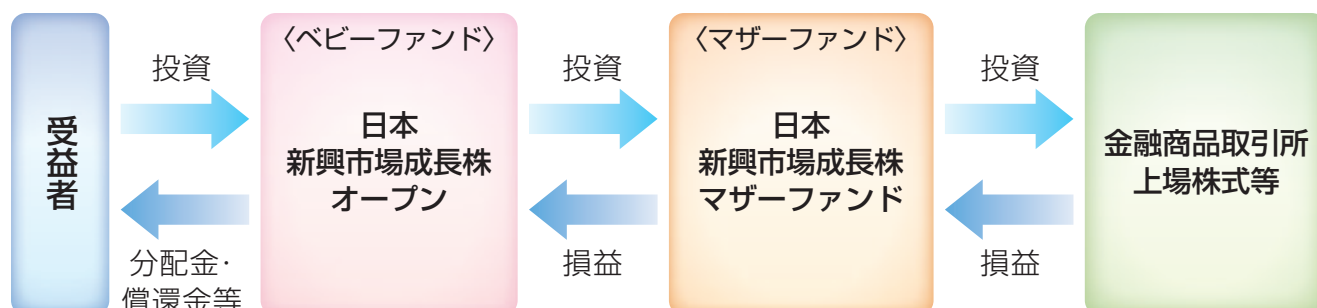 受益者
投資
分配金・
償還金等
〈ベビーファンド〉
日本
新興市場成長株
オープン
投資
損益
〈マザーファンド〉
日本
新興市場成長株
マザーファンド
投資
損益
金融商品取引所
上場株式等